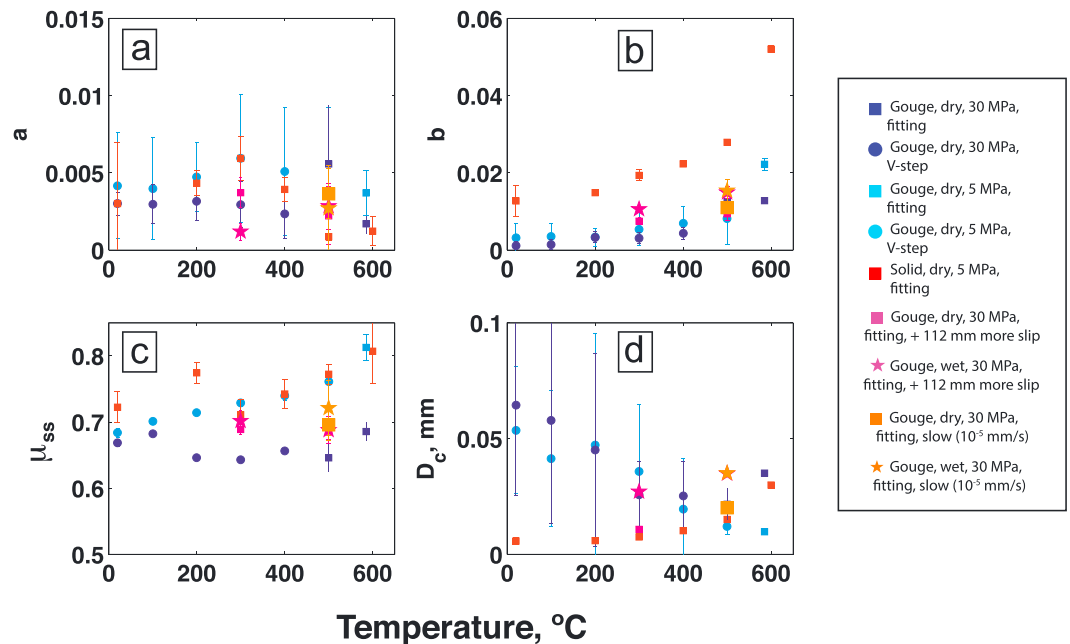 0.015
0.01
0.005
0
a
a
0 200 400 600
0.06
0.04
0.02
0
b
b
0 200 400 600
0.8
0.7
0.6
0.5
μss
c
0 200 400 600
0.1
0.05
0
Dc, mm
d
0 200 400 600
Temperature, ºC
Gouge, dry, 30 MPa,
fitting
Gouge, dry, 30 MPa,
V-step
Gouge, dry, 5 MPa,
fitting
Gouge, dry, 5 MPa,
V-step
Solid, dry, 5 MPa,
fitting
Gouge, dry, 30 MPa,
fitting, + 112 mm more slip
Gouge, wet, 30 MPa,
fitting, + 112 mm more slip
Gouge, dry, 30 MPa,
fitting, slow (10⁻⁵ mm/s)
Gouge, wet, 30 MPa,
fitting, slow (10⁻⁵ mm/s)